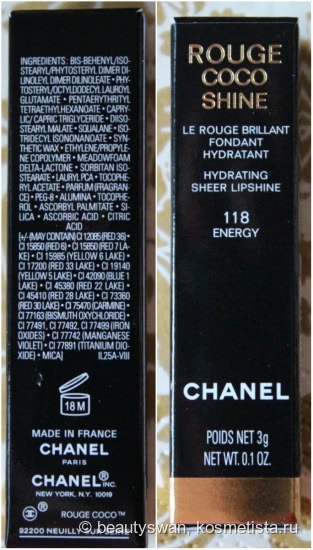 INGREDIENTS: BIS-BEHENYL/ISO-
STEARYL/PHYTOSTERYL DIMER DI-
LINOLEYL DIMER DILINOLEATE • PHY-
TOSTERYL/OCTYLDODECYL LAUROYL
GLUTAMATE • PENTAERYTHRITYL
TETRAETHYLHEXANOATE • CAPRY-
LIC/CAPRIC TRIGLYCERIDE • DIISO-
STEARYL MALATE • SQUALANE • ISO-
TRIDECYL ISONONANOATE • SYN-
THETIC WAX • ETHYLENE/PROPYLE-
NE COPOLYMER • MEADOWFOAM
DELTA-LACTONE • SORBITAN ISO-
STEARATE • LAURYL PCA • TOCOPHE-
RYL ACETATE • PARFUM (FRAGRAN-
CE) • PEG-8 • ALUMINA • TOCOPHE-
ROL • ASCORBYL PALMITATE • SI-
LICA • ASCORBIC ACID • CITRIC
ACID
[+/-(MAY CONTAIN) CI 12085 (RED 36) •
CI 15850 (RED 6) • CI 15850 (RED 7 LA-
KE) • CI 15985 (YELLOW 6 LAKE) •
CI 17200 (RED 33 LAKE) • CI 19140
(YELLOW 5 LAKE) • CI 42090 (BLUE 1
LAKE) • CI 45380 (RED 22 LAKE) •
CI 45410 (RED 28 LAKE) • CI 73360
(RED 30 LAKE) • CI 75470 (CARMINE) •
CI 77163 (BISMUTH OXYCHLORIDE) •
CI 77491, CI 77492, CI 77499 (IRON
OXIDES) • CI 77742 (MANGANESE
VIOLET) • CI 77891 (TITANIUM DIOX-
IDE) • MICA] IL25A-VIII
18 M
MADE IN FRANCE
CHANEL
PARIS
CHANEL INC.
NEW YORK, N.Y. 10019
ROUGE COCO™
92200 NEUILLY-SUR-SEINE
ROUGE
COCO
SHINE
LE ROUGE BRILLANT
FONDANT
HYDRATANT
HYDRATING
SHEER LIPSHINE
118
ENERGY
CHANEL
POIDS NET 3g
NET WT. 0.1 OZ.
© beautyswan, kosmetista.ru